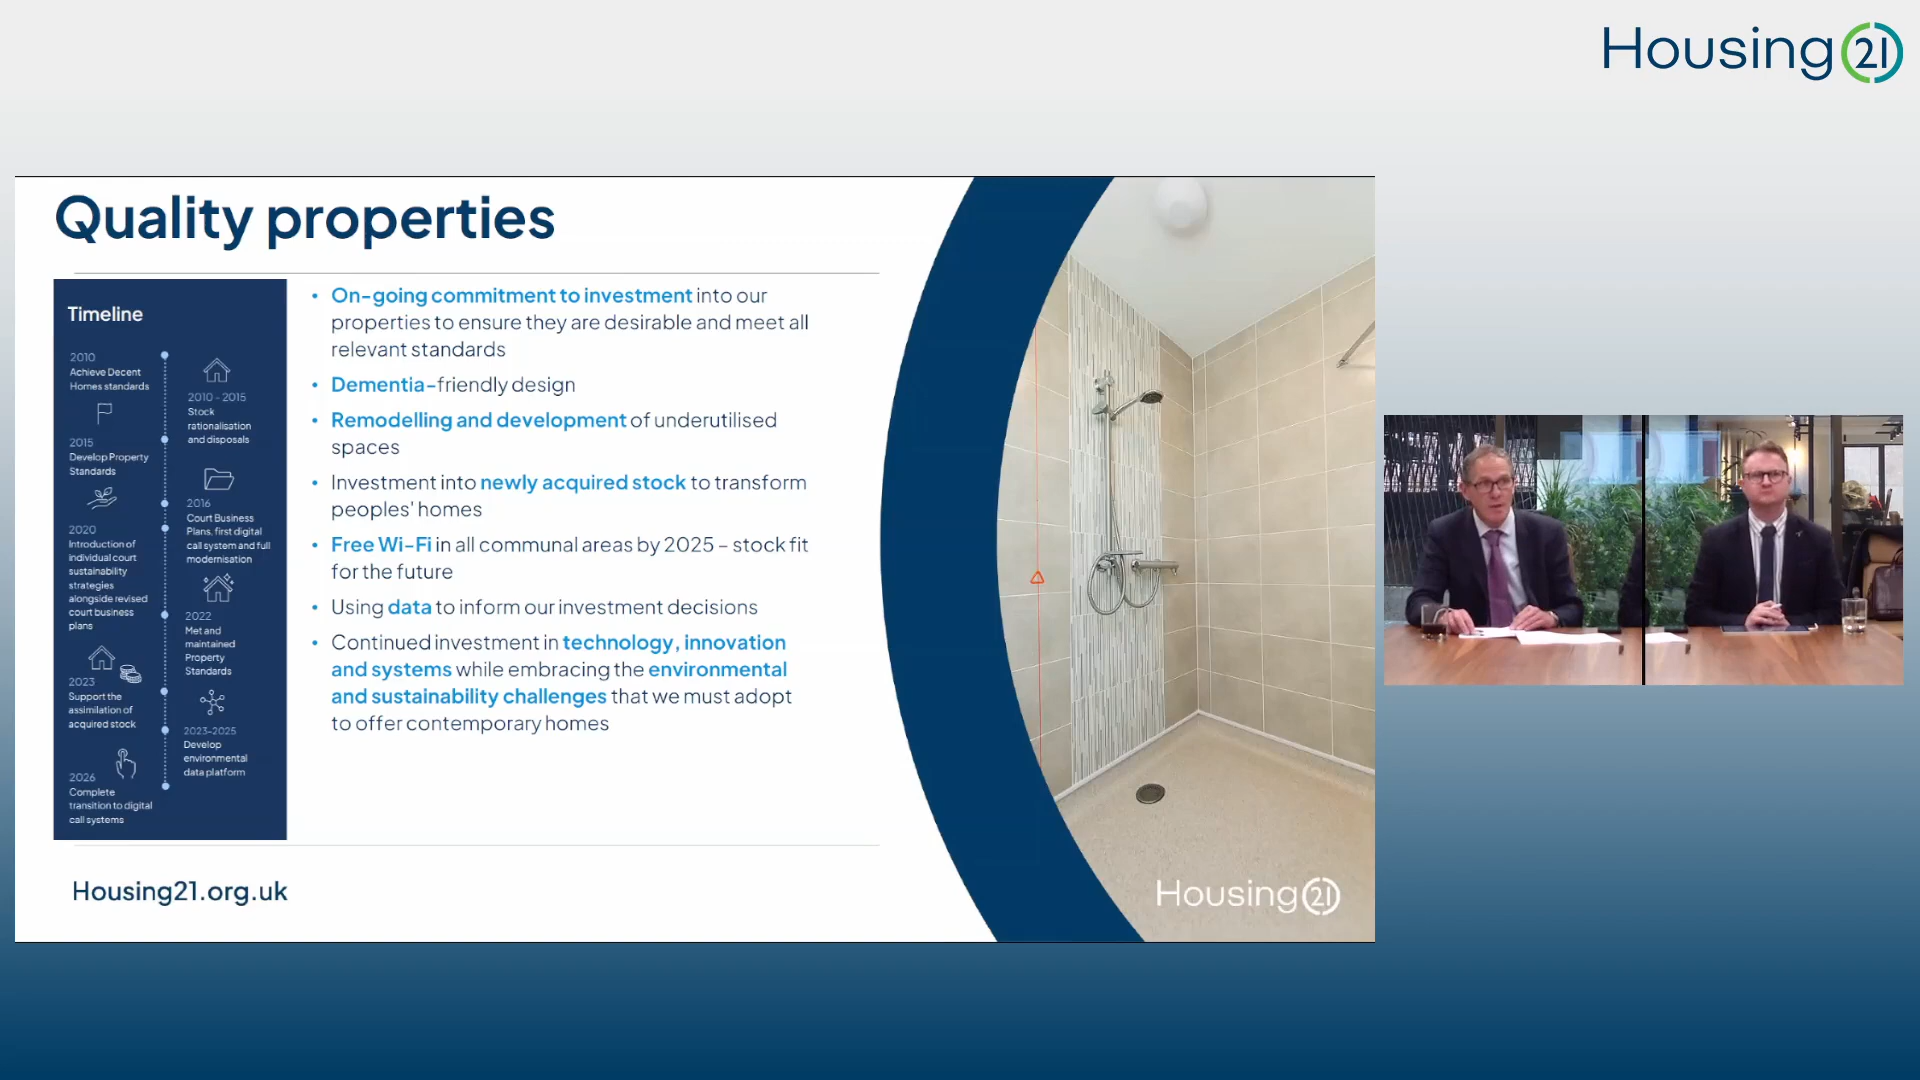 Housing 21
Quality properties
Timeline
2010
Achieve Decent
Homes standards
2010 - 2015
Stock
rationalisation
and disposals
2015
Develop Property
Standards
2016
Court Business
Plans, first digital
call system and full
modernisation
2020
Introduction of
individual court
sustainability
strategies
alongside revised
court business
plans
2022
Met and
maintained
Property
Standards
2023
Support the
assimilation of
acquired stock
2023-2025
Develop
environmental
data platform
2026
Complete
transition to digital
call systems
• On-going commitment to investment into our
properties to ensure they are desirable and meet all
relevant standards
• Dementia-friendly design
• Remodelling and development of underutilised
spaces
• Investment into newly acquired stock to transform
peoples' homes
• Free Wi-Fi in all communal areas by 2025 – stock fit
for the future
• Using data to inform our investment decisions
• Continued investment in technology, innovation
and systems while embracing the environmental
and sustainability challenges that we must adopt
to offer contemporary homes
Housing21.org.uk
Housing 21